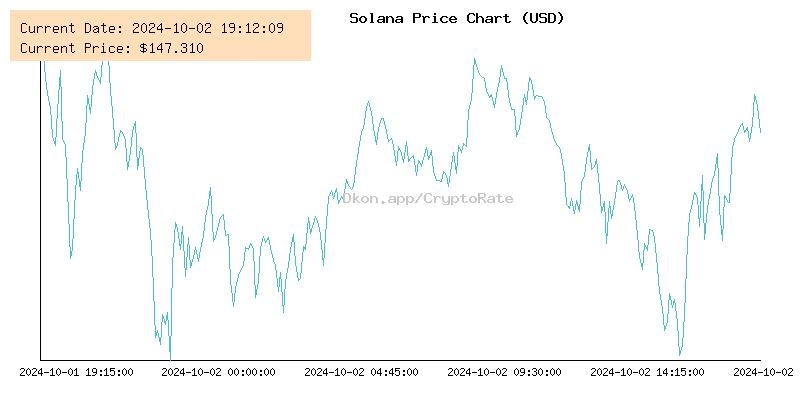 Solana Price Chart (USD)
Current Date: 2024-10-02 19:12:09
Current Price: $147.310
Dkon.app/CryptoRate
2024-10-01 19:15:00
2024-10-02 00:00:00
2024-10-02 04:45:00
2024-10-02 09:30:00
2024-10-02 14:15:00
2024-10-02